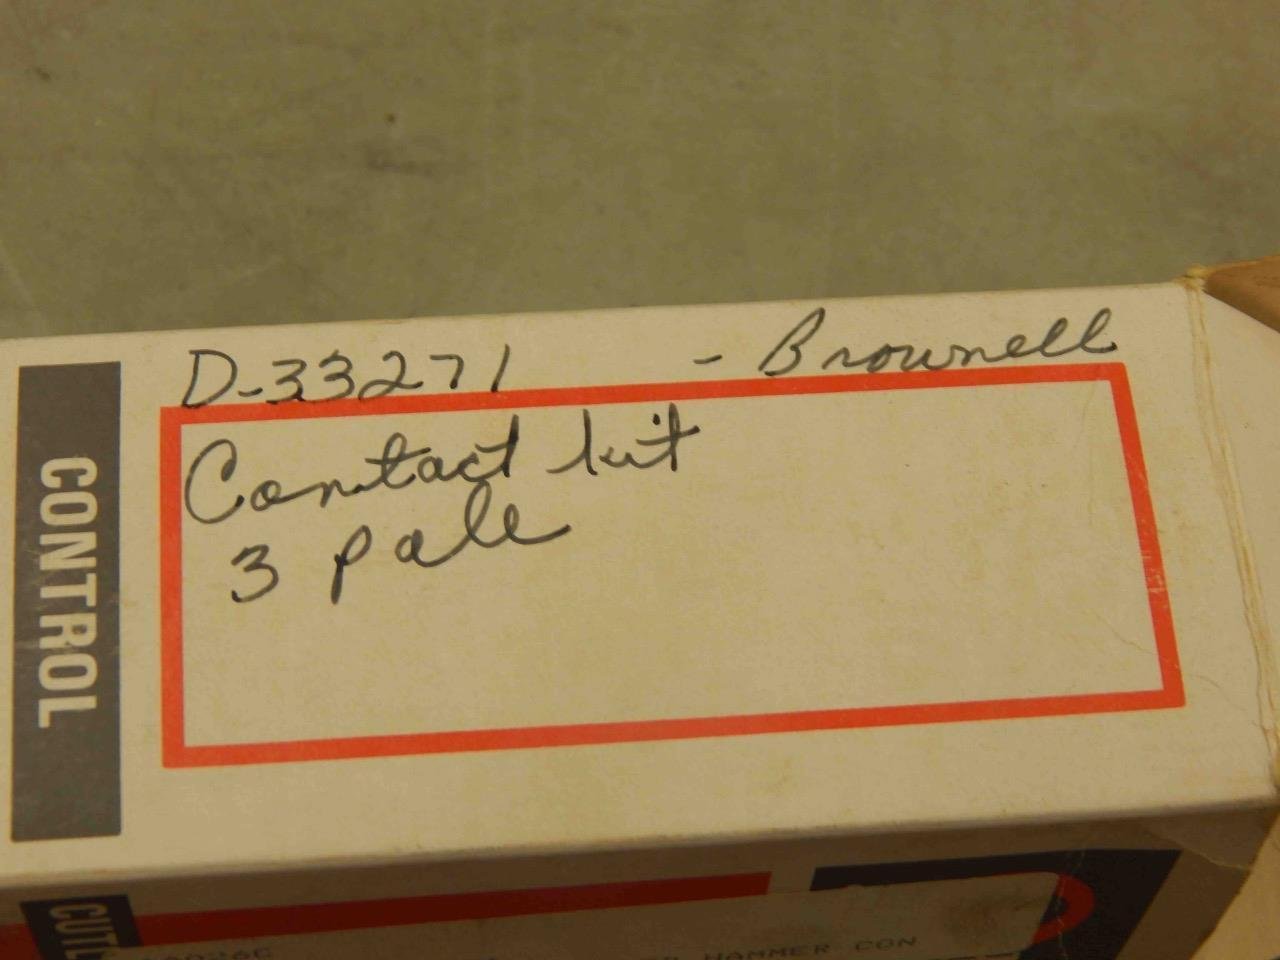 D-33271 - Brownell
Contact kit
3 pole
CONTROL
CUTL
HAMMER CON